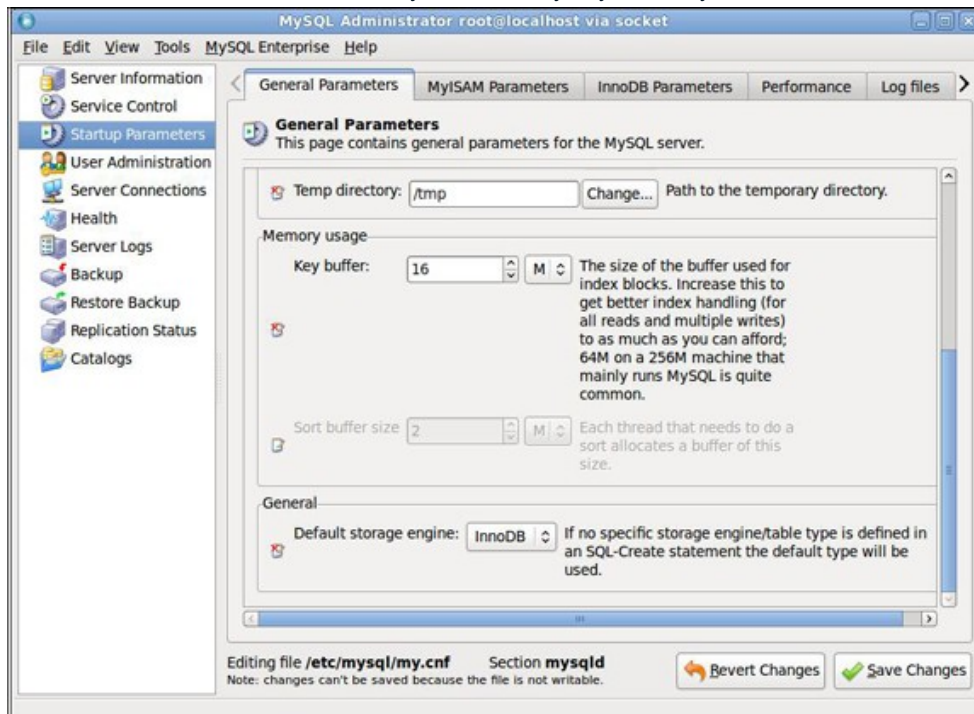 MySQL Administrator root@localhost via socket
File Edit View Tools MySQL Enterprise Help
Server Information
Service Control
Startup Parameters
User Administration
Server Connections
Health
Server Logs
Backup
Restore Backup
Replication Status
Catalogs
General Parameters MyISAM Parameters InnoDB Parameters Performance Log files
General Parameters
This page contains general parameters for the MySQL server.
Temp directory: /tmp Change... Path to the temporary directory.
Memory usage
Key buffer: 16 M The size of the buffer used for
index blocks. Increase this to
get better index handling (for
all reads and multiple writes)
to as much as you can afford;
64M on a 256M machine that
mainly runs MySQL is quite
common.
Sort buffer size 2 M Each thread that needs to do a
sort allocates a buffer of this
size.
General
Default storage engine: InnoDB If no specific storage engine/table type is defined in
an SQL-Create statement the default type will be
used.
Editing file /etc/mysql/my.cnf Section mysqld
Note: changes can't be saved because the file is not writable.
Revert Changes Save Changes